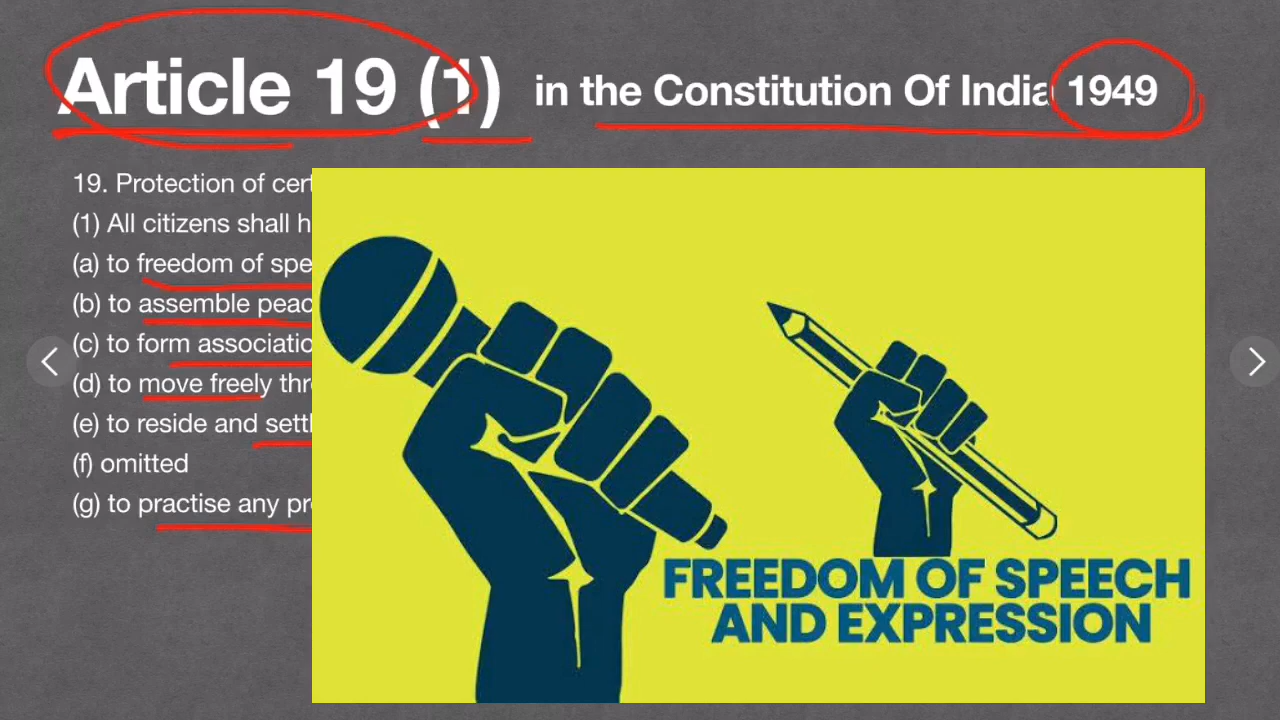 Article 19 (1) in the Constitution Of India 1949
19. Protection of cert
(1) All citizens shall h
(a) to freedom of spe
(b) to assemble peac
(c) to form associatio
(d) to move freely thr
(e) to reside and settl
(f) omitted
(g) to practise any pr
FREEDOM OF SPEECH
AND EXPRESSION